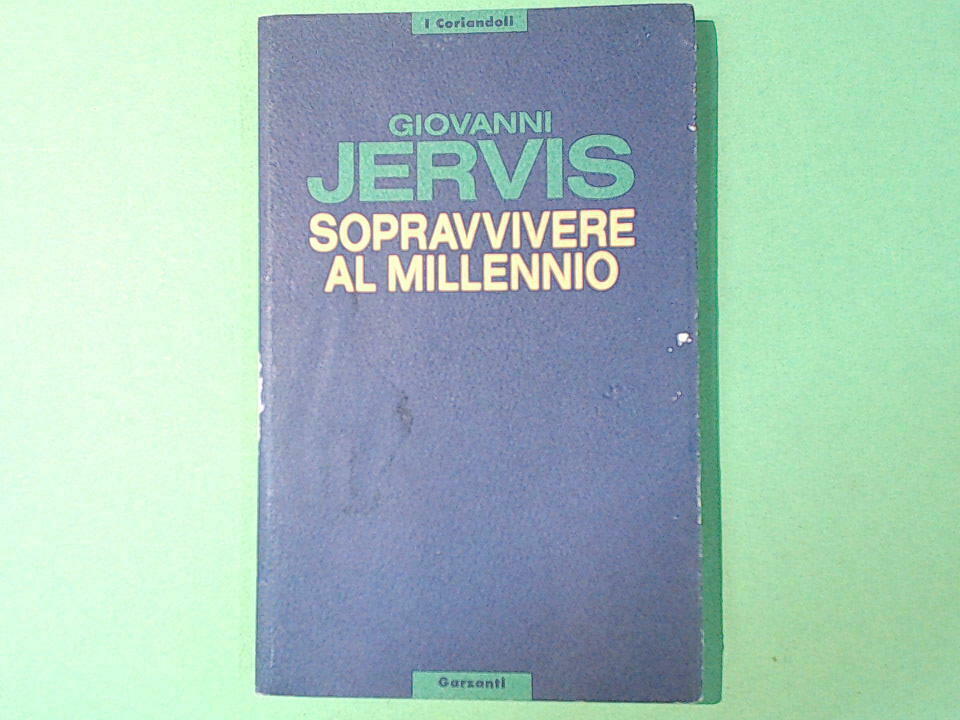 I Coriandoli
GIOVANNI
JERVIS
SOPRAVVIVERE
AL MILLENNIO
Garzanti